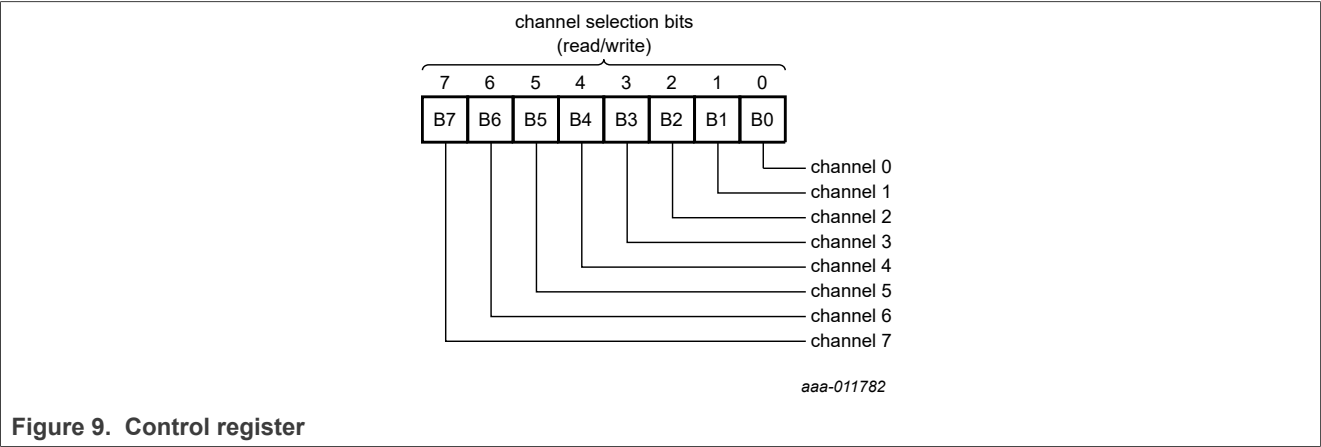 channel selection bits
(read/write)
7 6 5 4 3 2 1 0
B7 B6 B5 B4 B3 B2 B1 B0
channel 0
channel 1
channel 2
channel 3
channel 4
channel 5
channel 6
channel 7
aaa-011782
Figure 9. Control register